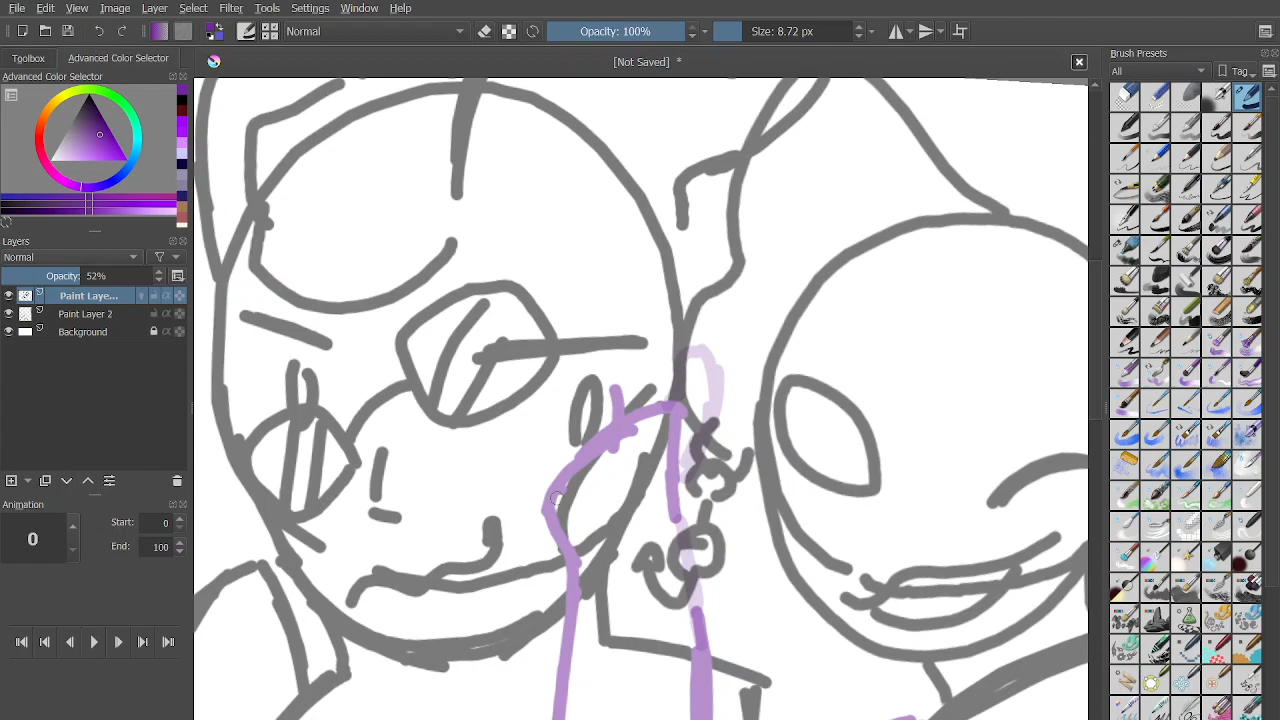 File Edit View Image Layer Select Filter Tools Settings Window Help
Normal Opacity: 100% Size: 8.72 px
Toolbox Advanced Color Selector [Not Saved] * Brush Presets
Advanced Color Selector
All Tag
Layers
Normal
Opacity: 52%
Paint Laye...
Paint Layer 2
Background
Animation
Start: 0
0
End: 100